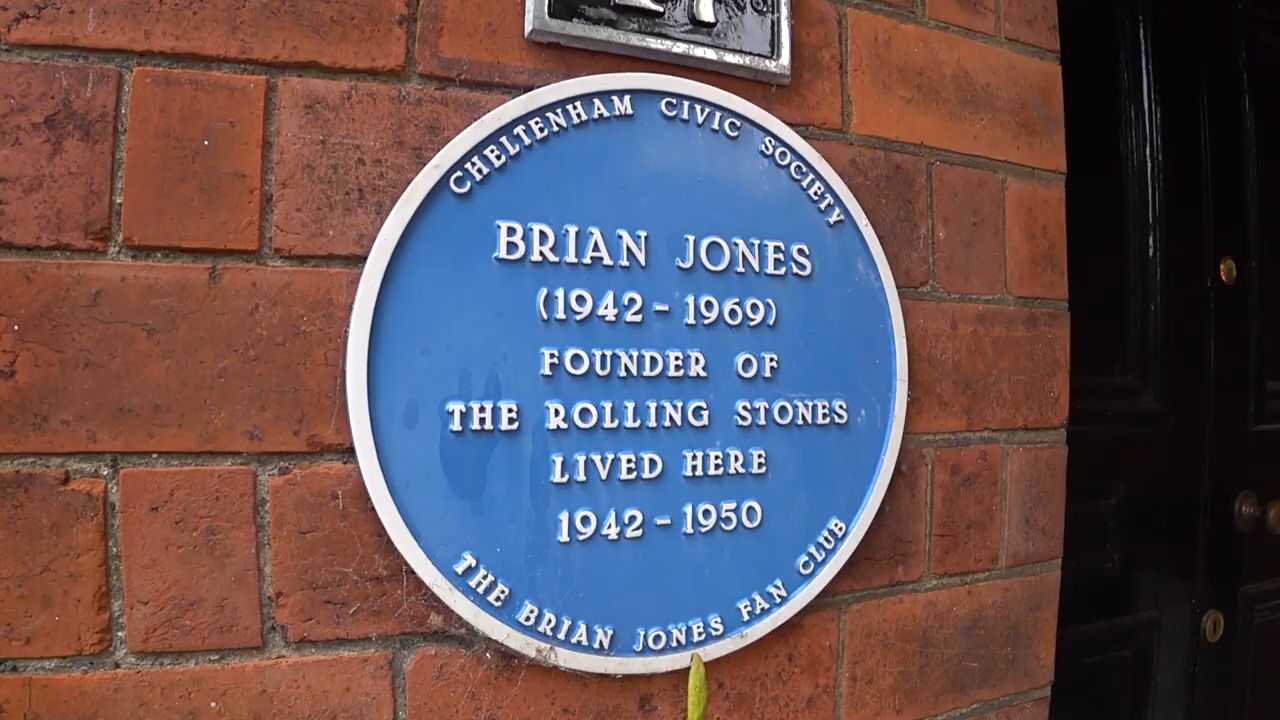 CHELTENHAM CIVIC SOCIETY
BRIAN JONES
(1942 - 1969)
FOUNDER OF
THE ROLLING STONES
LIVED HERE
1942 - 1950
THE BRIAN JONES FAN CLUB